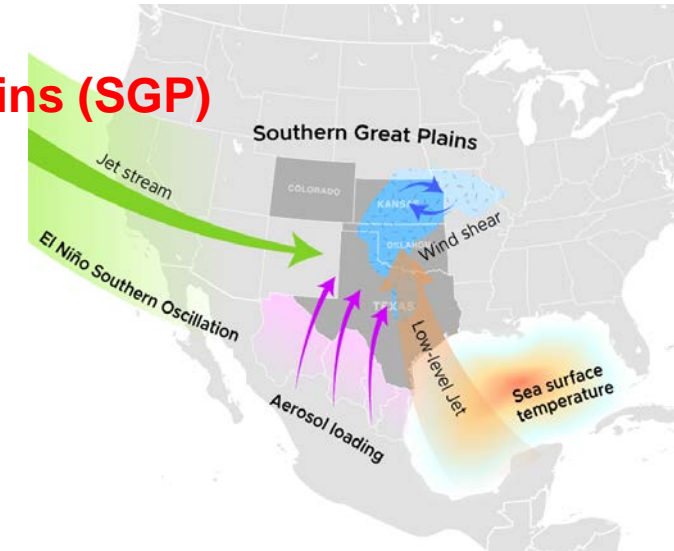 ins (SGP)
Southern Great Plains
Jet stream
COLORADO
KANSAS
Wind shear
OKLAHOMA
El Niño Southern Oscillation
TEXAS
Low-level Jet
Sea surface
temperature
Aerosol loading